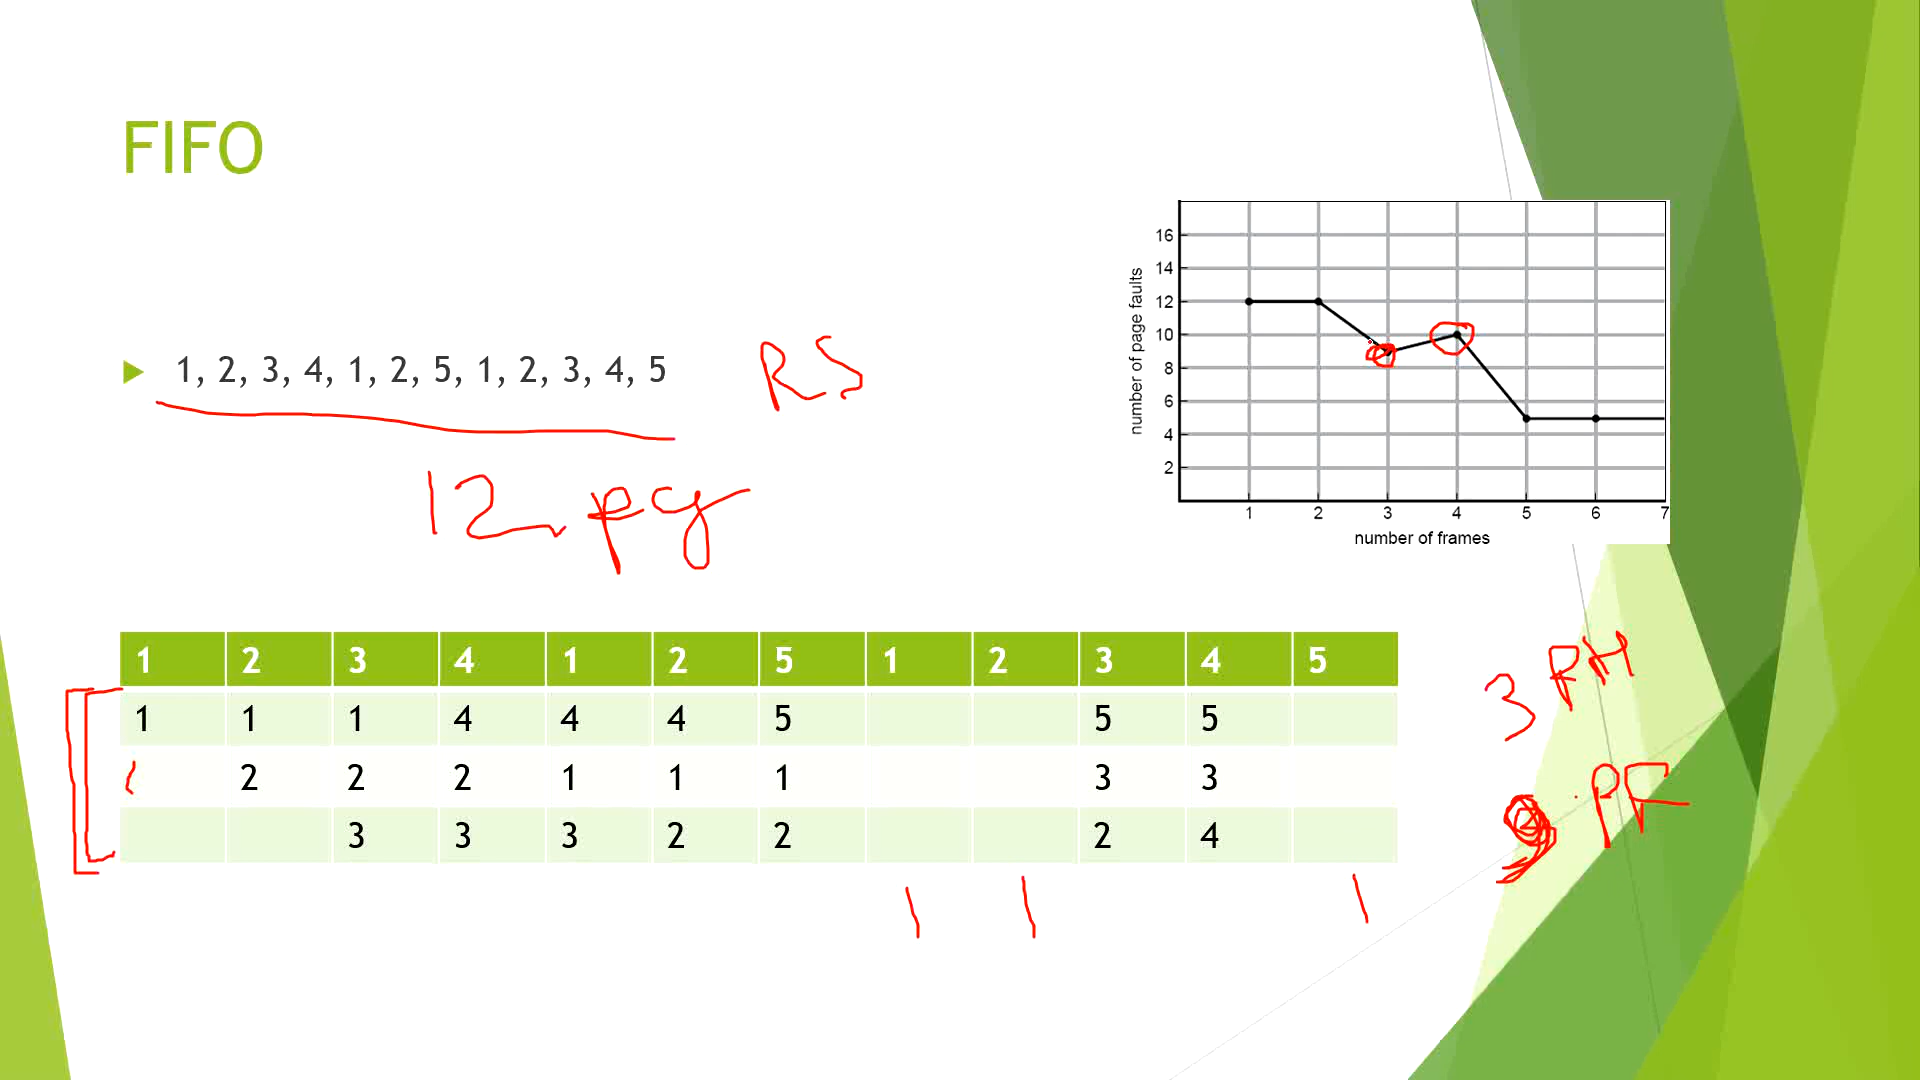 FIFO
1, 2, 3, 4, 1, 2, 5, 1, 2, 3, 4, 5
RS
12 pg
number of page faults
16
14
12
10
8
6
4
2
1 2 3 4 5 6 7
number of frames
1 2 3 4 1 2 5 1 2 3 4 5
1 1 1 4 4 4 5 5 5
2 2 2 1 1 1 3 3
3 3 3 2 2 2 4
3 PH
9 PF